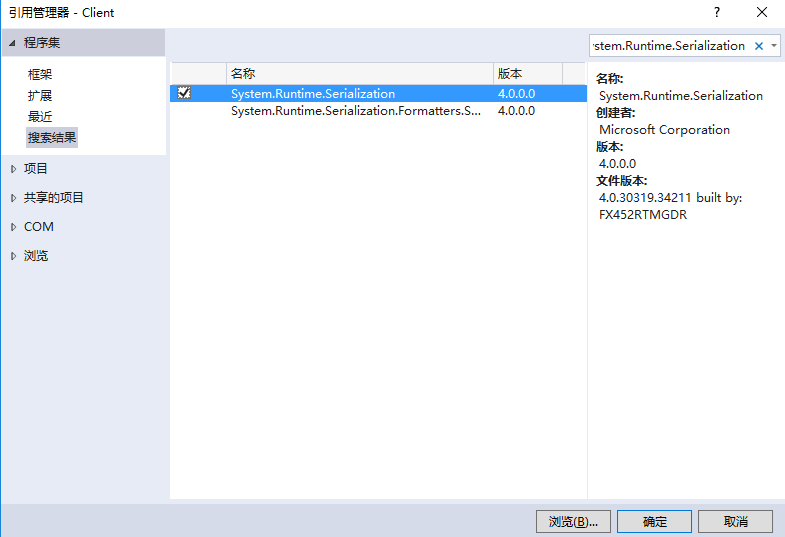 引用管理器 - Client
?
程序集
框架
扩展
最近
搜索结果
项目
共享的项目
COM
浏览
stem.Runtime.Serialization
名称 版本
System.Runtime.Serialization 4.0.0.0
System.Runtime.Serialization.Formatters.S... 4.0.0.0
名称:
System.Runtime.Serialization
创建者:
Microsoft Corporation
版本:
4.0.0.0
文件版本:
4.0.30319.34211 built by:
FX452RTMGDR
浏览(B)... 确定 取消